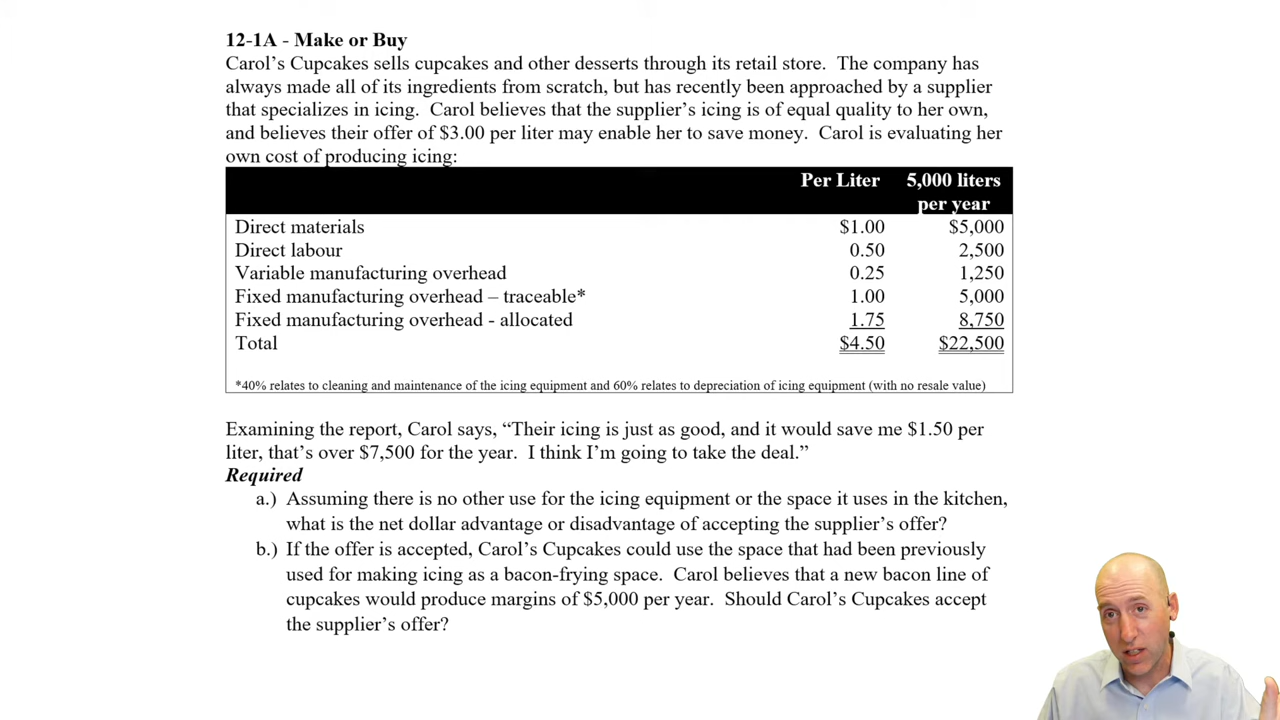 12-1A - Make or Buy
Carol's Cupcakes sells cupcakes and other desserts through its retail store. The company has
always made all of its ingredients from scratch, but has recently been approached by a supplier
that specializes in icing. Carol believes that the supplier's icing is of equal quality to her own,
and believes their offer of $3.00 per liter may enable her to save money. Carol is evaluating her
own cost of producing icing:
Per Liter 5,000 liters
per year
Direct materials $1.00 $5,000
Direct labour 0.50 2,500
Variable manufacturing overhead 0.25 1,250
Fixed manufacturing overhead – traceable* 1.00 5,000
Fixed manufacturing overhead - allocated 1.75 8,750
Total $4.50 $22,500
*40% relates to cleaning and maintenance of the icing equipment and 60% relates to depreciation of icing equipment (with no resale value)
Examining the report, Carol says, “Their icing is just as good, and it would save me $1.50 per
liter, that's over $7,500 for the year. I think I'm going to take the deal.”
Required
a.) Assuming there is no other use for the icing equipment or the space it uses in the kitchen,
what is the net dollar advantage or disadvantage of accepting the supplier's offer?
b.) If the offer is accepted, Carol's Cupcakes could use the space that had been previously
used for making icing as a bacon-frying space. Carol believes that a new bacon line of
cupcakes would produce margins of $5,000 per year. Should Carol's Cupcakes accept
the supplier's offer?